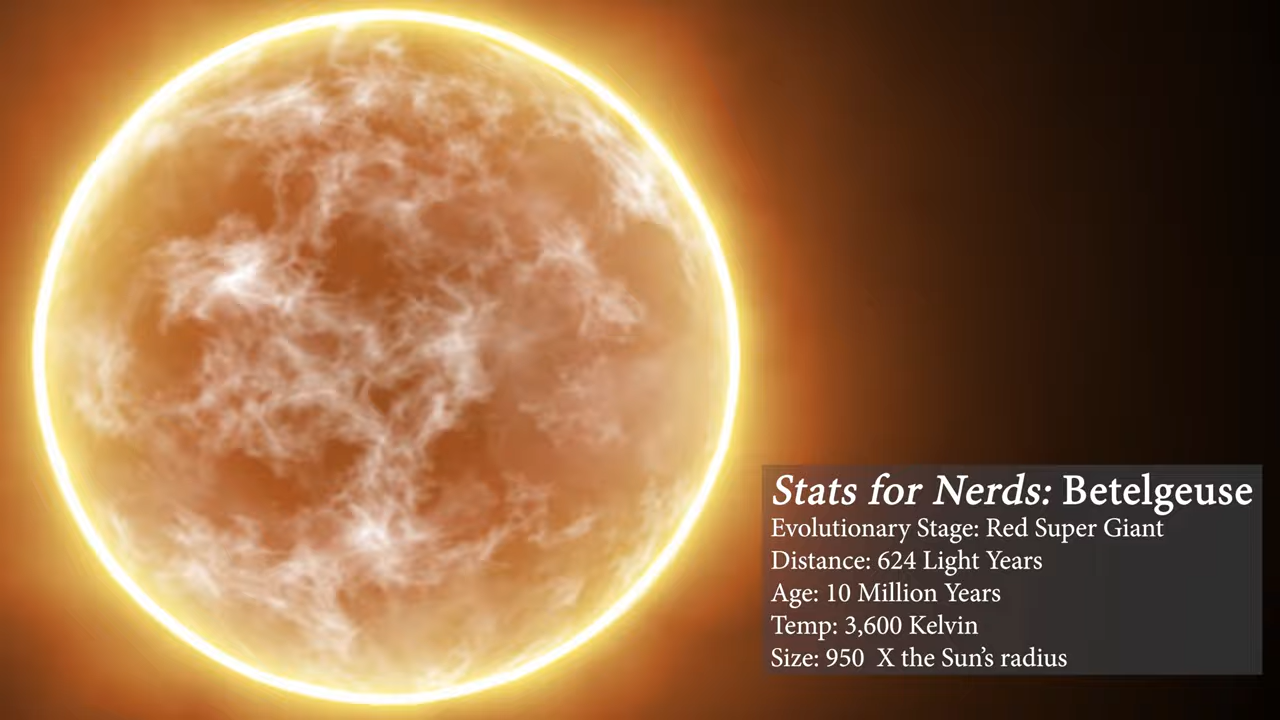 Stats for Nerds: Betelgeuse
Evolutionary Stage: Red Super Giant
Distance: 624 Light Years
Age: 10 Million Years
Temp: 3,600 Kelvin
Size: 950  X the Sun’s radius